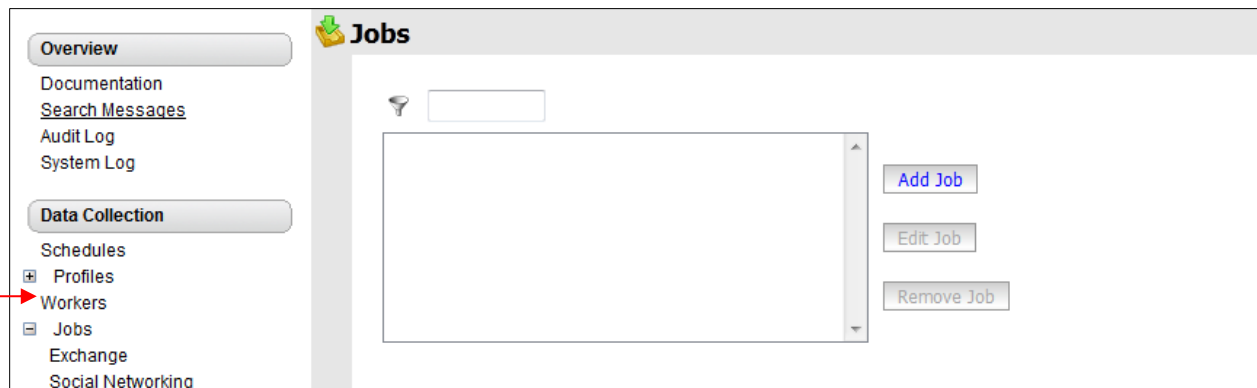 Overview
Documentation
Search Messages
Audit Log
System Log
Data Collection
Schedules
Profiles
Workers
Jobs
Exchange
Social Networking
Jobs
Add Job
Edit Job
Remove Job